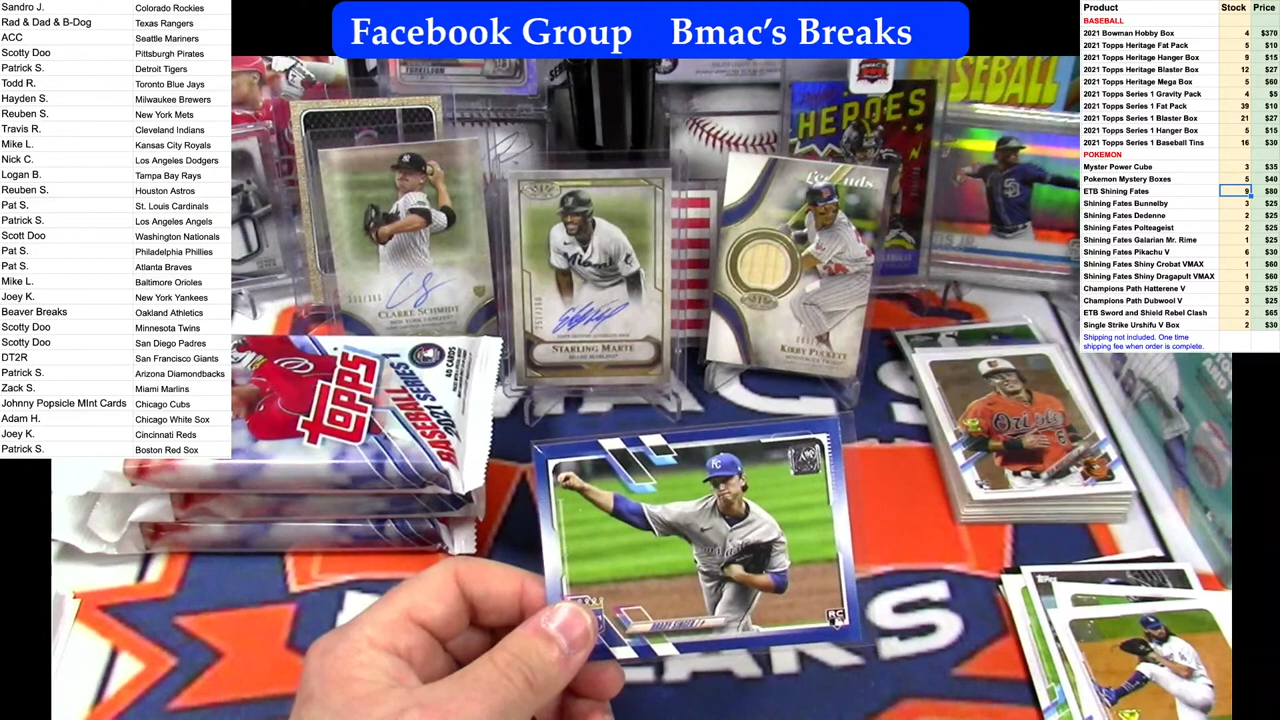 Facebook Group Bmac's Breaks
Sandro J. Colorado Rockies
Rad & Dad & B-Dog Texas Rangers
ACC Seattle Mariners
Scotty Doo Pittsburgh Pirates
Patrick S. Detroit Tigers
Todd R. Toronto Blue Jays
Hayden S. Milwaukee Brewers
Reuben S. New York Mets
Travis R. Cleveland Indians
Mike L. Kansas City Royals
Nick C. Los Angeles Dodgers
Logan B. Tampa Bay Rays
Reuben S. Houston Astros
Pat S. St. Louis Cardinals
Patrick S. Los Angeles Angels
Scott Doo Washington Nationals
Pat S. Philadelphia Phillies
Pat S. Atlanta Braves
Mike L. Baltimore Orioles
Joey K. New York Yankees
Beaver Breaks Oakland Athletics
Scotty Doo Minnesota Twins
Scotty Doo San Diego Padres
DT2R San Francisco Giants
Patrick S. Arizona Diamondbacks
Zack S. Miami Marlins
Johnny Popsicle MInt Cards Chicago Cubs
Adam H. Chicago White Sox
Joey K. Cincinnati Reds
Patrick S. Boston Red Sox
Product Stock Price
BASEBALL
2021 Bowman Hobby Box 4 $370
2021 Topps Heritage Fat Pack 5 $10
2021 Topps Heritage Hanger Box 9 $15
2021 Topps Heritage Blaster Box 12 $27
2021 Topps Heritage Mega Box 5 $60
2021 Topps Series 1 Gravity Pack 4 $5
2021 Topps Series 1 Fat Pack 39 $10
2021 Topps Series 1 Blaster Box 21 $27
2021 Topps Series 1 Hanger Box 5 $15
2021 Topps Series 1 Baseball Tins 16 $30
POKEMON
Myster Power Cube 3 $35
Pokemon Mystery Boxes 5 $40
ETB Shining Fates 9 $80
Shining Fates Bunnelby 3 $25
Shining Fates Dedenne 2 $25
Shining Fates Polteageist 2 $25
Shining Fates Galarian Mr. Rime 1 $25
Shining Fates Pikachu V 6 $30
Shining Fates Shiny Crobat VMAX 1 $60
Shining Fates Shiny Dragapult VMAX 1 $60
Champions Path Hatterene V 9 $25
Champions Path Dubwool V 3 $25
ETB Sword and Shield Rebel Clash 2 $65
Single Strike Urshifu V Box 2 $30
Shipping not included. One time
shipping fee when order is complete.
HEROES
SEBALL
Legends
CLARKE SCHMIDT
NEW YORK YANKEES
STARLING MARTE
MIAMI MARLINS
KIRBY PUCKETT
MINNESOTA TWINS
TOPPS
BASEBALL
2021 SERIES
Orioles
KC
BRADY SINGER
RC